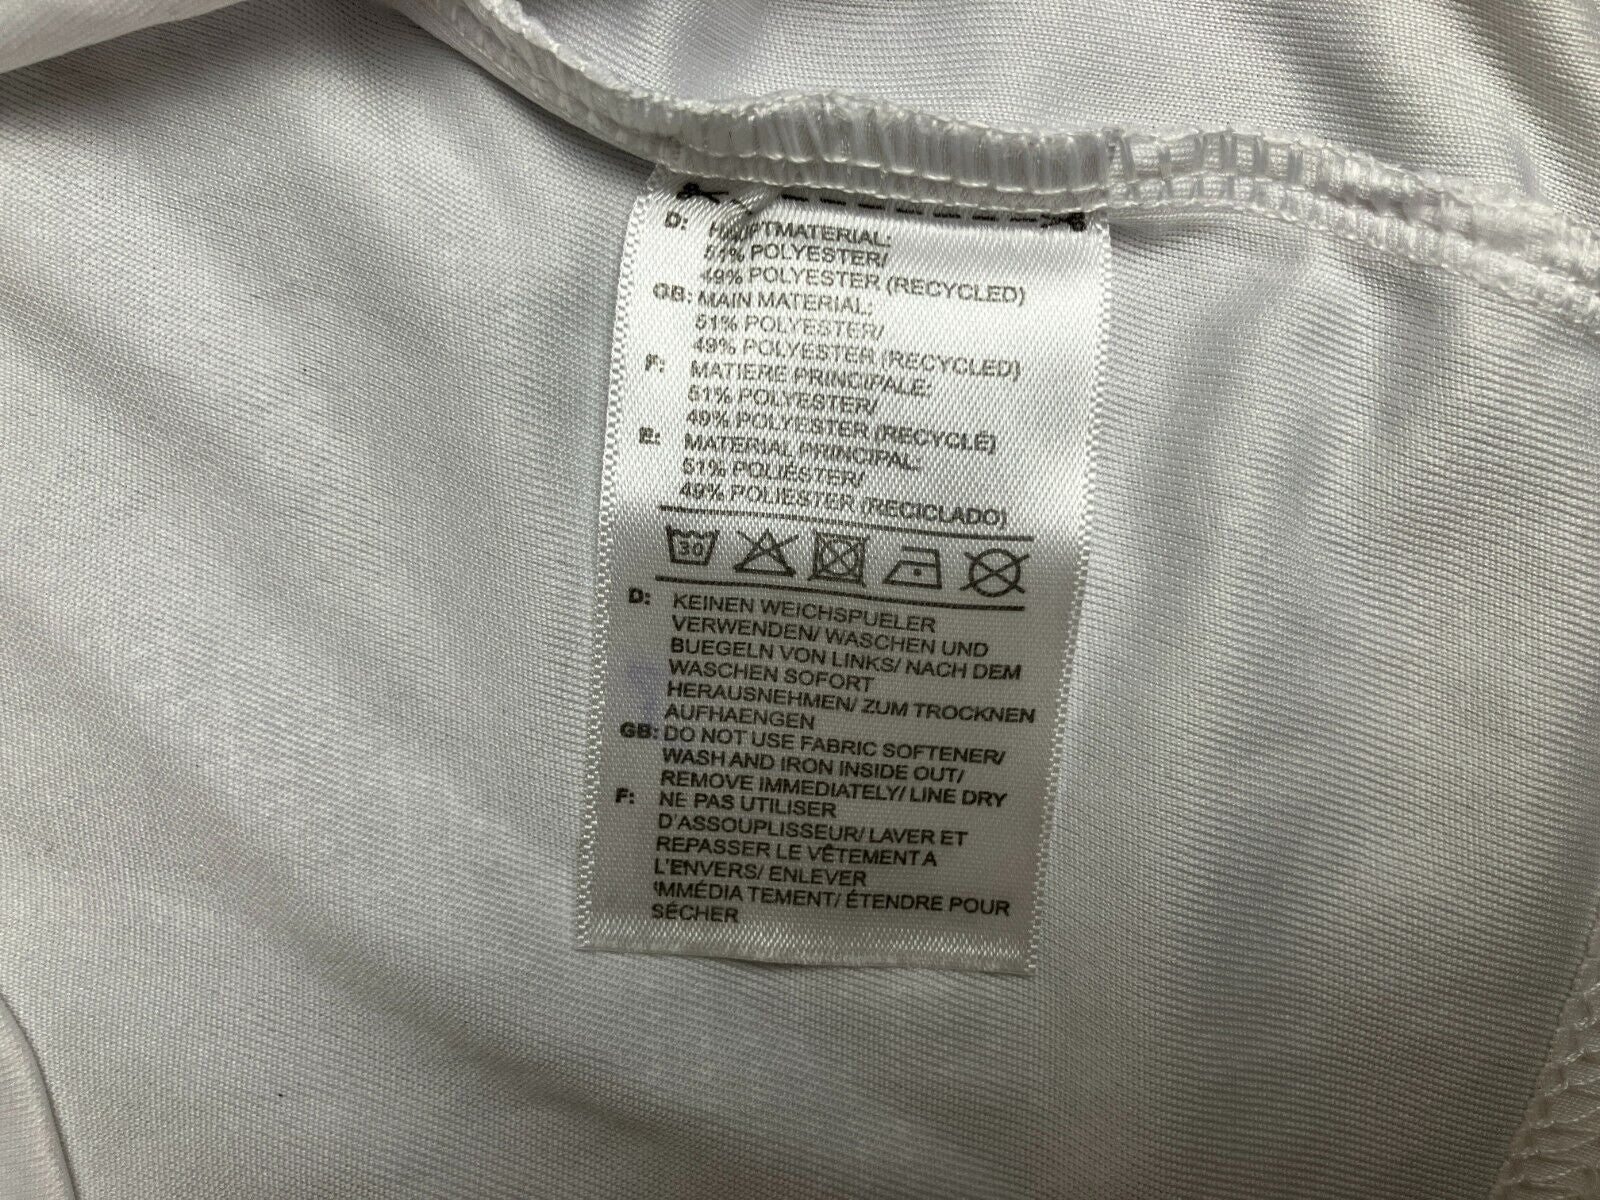 D: HAUPTMATERIAL:
51% POLYESTER/
49% POLYESTER (RECYCLED)
GB: MAIN MATERIAL:
51% POLYESTER/
49% POLYESTER (RECYCLED)
F: MATIERE PRINCIPALE:
51% POLYESTER/
49% POLYESTER (RECYCLÉ)
E: MATERIAL PRINCIPAL:
51% POLIÉSTER/
49% POLIESTER (RECICLADO)
30
D: KEINEN WEICHSPUELER
VERWENDEN/ WASCHEN UND
BUEGELN VON LINKS/ NACH DEM
WASCHEN SOFORT
HERAUSNEHMEN/ ZUM TROCKNEN
AUFHAENGEN
GB: DO NOT USE FABRIC SOFTENER/
WASH AND IRON INSIDE OUT/
REMOVE IMMEDIATELY/ LINE DRY
F: NE PAS UTILISER
D'ASSOUPLISSEUR/ LAVER ET
REPASSER LE VÊTEMENT A
L'ENVERS/ ENLEVER
IMMÉDIA TEMENT/ ÉTENDRE POUR
SÉCHER